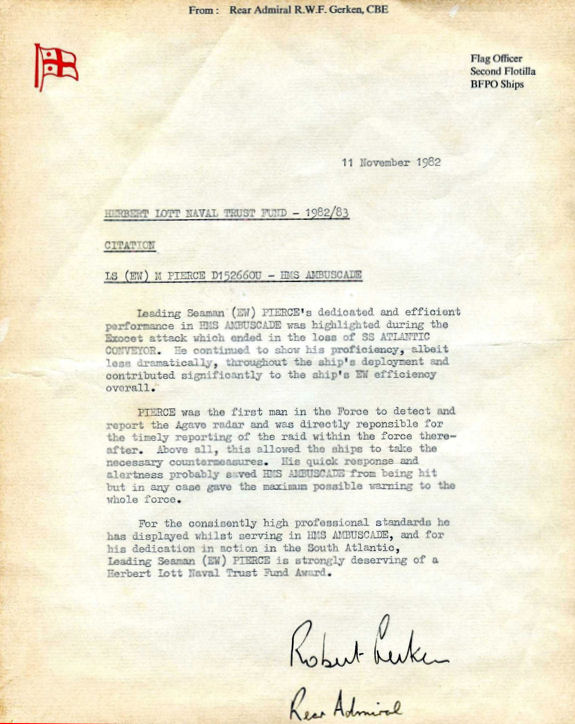 From : Rear Admiral R.W.F. Gerken, CBE
Flag Officer
Second Flotilla
BFPO Ships
11 November 1982
HERBERT LOTT NAVAL TRUST FUND - 1982/83
CITATION
LS (EW) M PIERCE D152660U - HMS AMBUSCADE
Leading Seaman (EW) PIERCE's dedicated and efficient
performance in HMS AMBUSCADE was highlighted during the
Exocet attack which ended in the loss of SS ATLANTIC
CONVEYOR. He continued to show his proficiency, albeit
less dramatically, throughout the ship's deployment and
contributed significantly to the ship's EW efficiency
overall.
PIERCE was the first man in the Force to detect and
report the Agave radar and was directly reponsible for
the timely reporting of the raid within the force there-
after. Above all, this allowed the ships to take the
necessary countermeasures. His quick response and
alertness probably saved HMS AMBUSCADE from being hit
but in any case gave the maximum possible warning to the
whole force.
For the consisently high professional standards he
has displayed whilst serving in HMS AMBUSCADE, and for
his dedication in action in the South Atlantic,
Leading Seaman (EW) PIERCE is strongly deserving of a
Herbert Lott Naval Trust Fund Award.
Robert Gerken
Rear Admiral